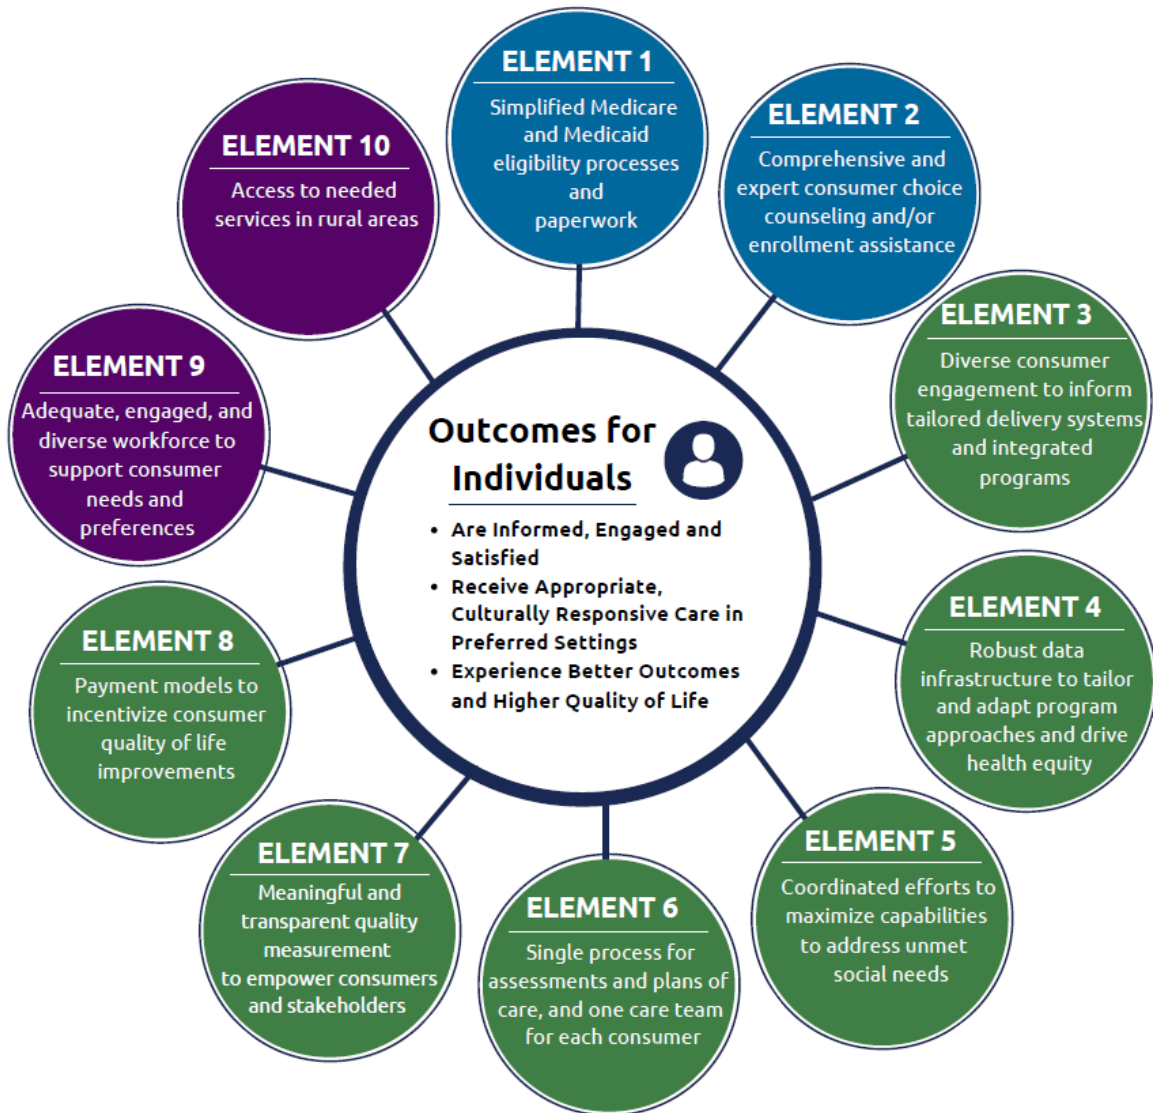 ELEMENT 1
Simplified Medicare
and Medicaid
eligibility processes
and
paperwork
ELEMENT 2
Comprehensive and
expert consumer choice
counseling and/or
enrollment assistance
ELEMENT 3
Diverse consumer
engagement to inform
tailored delivery systems
and integrated
programs
ELEMENT 4
Robust data
infrastructure to tailor
and adapt program
approaches and drive
health equity
ELEMENT 5
Coordinated efforts to
maximize capabilities
to address unmet
social needs
ELEMENT 6
Single process for
assessments and plans of
care, and one care team
for each consumer
ELEMENT 7
Meaningful and
transparent quality
measurement
to empower consumers
and stakeholders
ELEMENT 8
Payment models to
incentivize consumer
quality of life
improvements
ELEMENT 9
Adequate, engaged, and
diverse workforce to
support consumer
needs and
preferences
ELEMENT 10
Access to needed
services in rural areas
Outcomes for
Individuals
• Are Informed, Engaged and
Satisfied
• Receive Appropriate,
Culturally Responsive Care in
Preferred Settings
• Experience Better Outcomes
and Higher Quality of Life